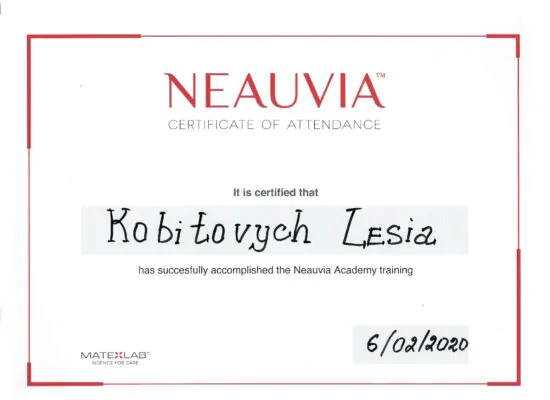 NEAUVIA™
CERTIFICATE OF ATTENDANCE
It is certified that
Kobitovych Lesia
has succesfully accomplished the Neauvia Academy training
6/02/2020
MATEXLAB
SCIENCE FOR CARE